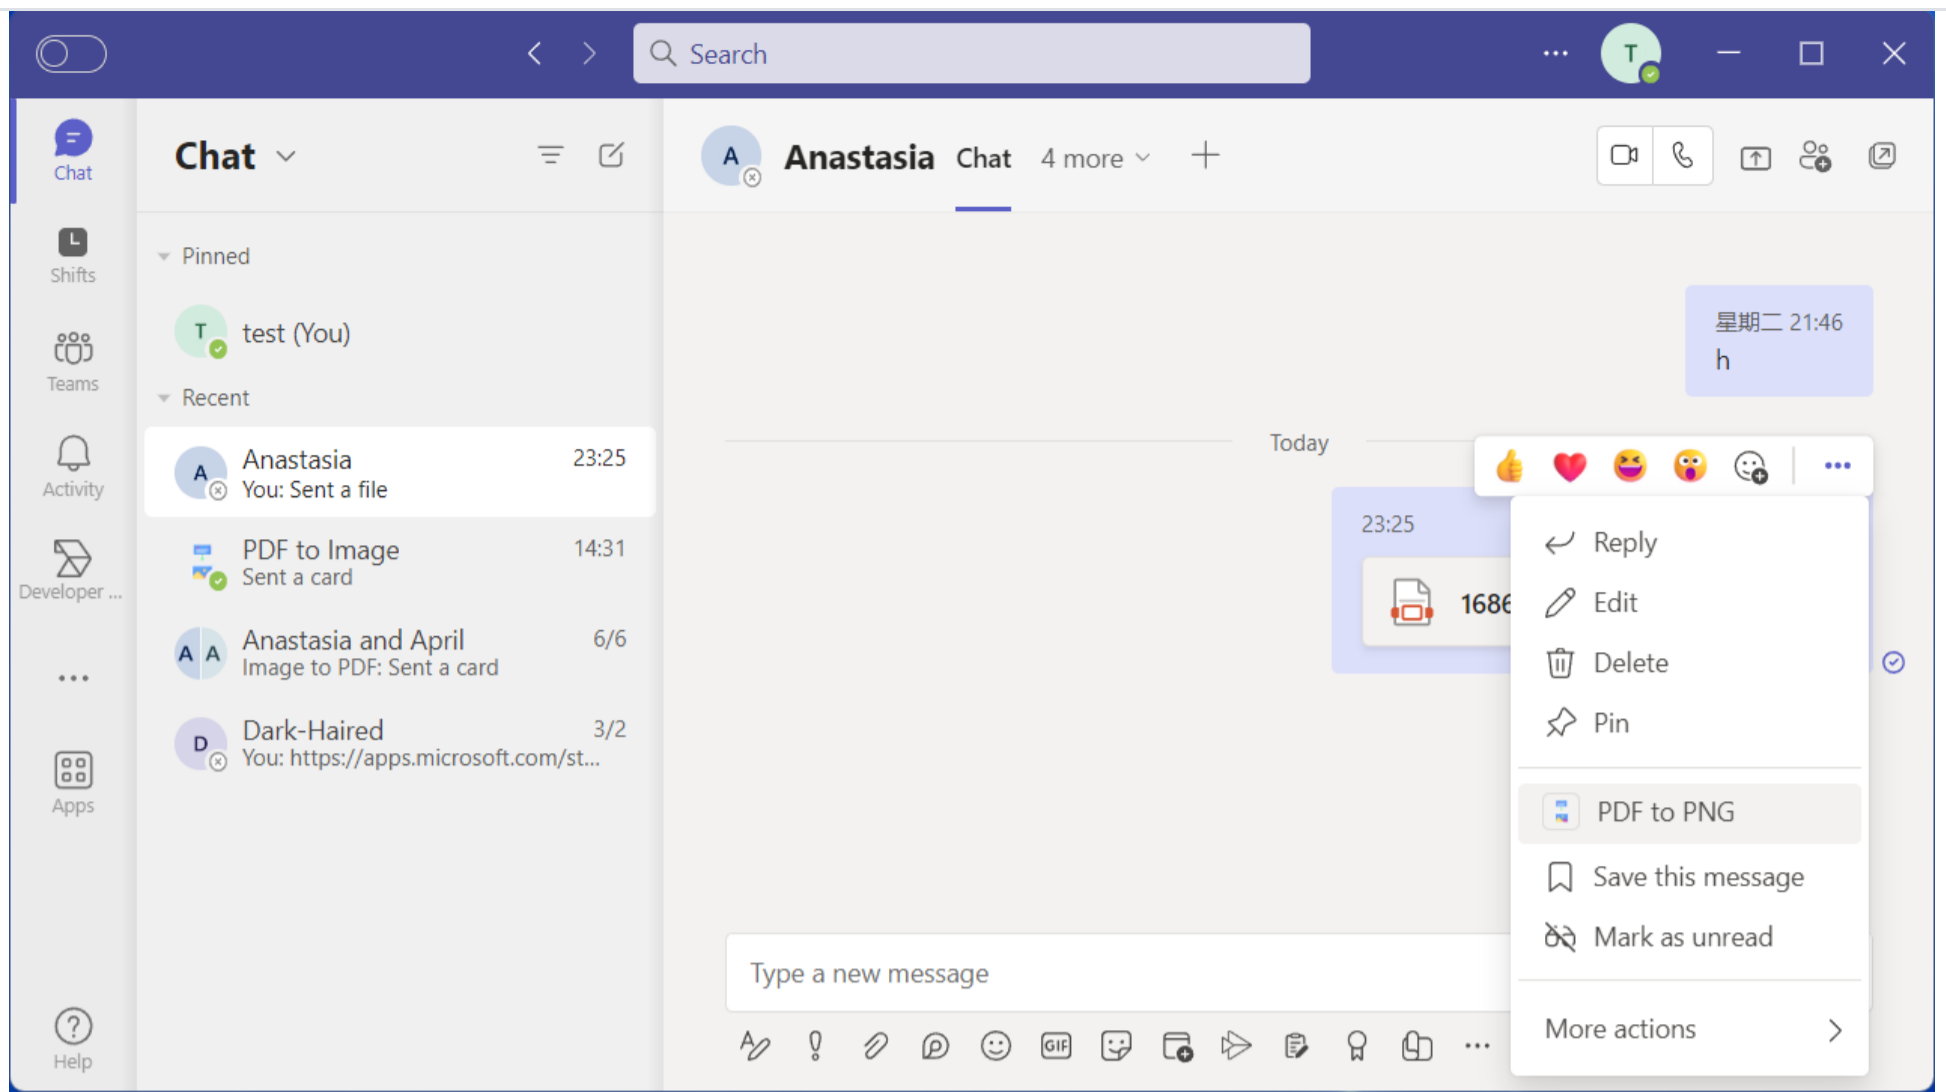 Search
T
Chat
Shifts
Teams
Activity
Developer ...
Apps
Help
Chat
Pinned
T
test (You)
Recent
A
Anastasia
23:25
You: Sent a file
PDF to Image
14:31
Sent a card
A A
Anastasia and April
6/6
Image to PDF: Sent a card
D
Dark-Haired
3/2
You: https://apps.microsoft.com/st...
A
Anastasia Chat 4 more
星期二 21:46
h
Today
23:25
1686
Reply
Edit
Delete
Pin
PDF to PNG
Save this message
Mark as unread
More actions
Type a new message
GIF